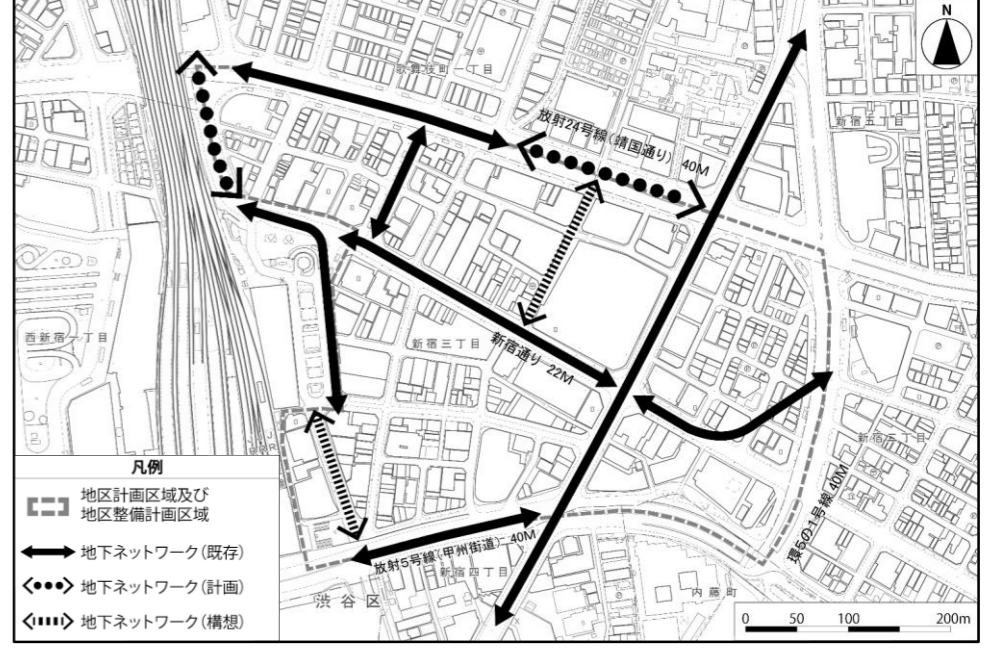 N
歌舞伎町一丁目
放射24号線(靖国通り) 40M
新宿五丁目
西新宿一丁目
新宿三丁目
新宿通り 22M
新宿三丁目
環5の1号線 40M
放射5号線(甲州街道) 40M
新宿四丁目
内藤町
渋谷区
凡例
地区計画区域及び
地区整備計画区域
地下ネットワーク(既存)
地下ネットワーク(計画)
地下ネットワーク(構想)
0 50 100 200m